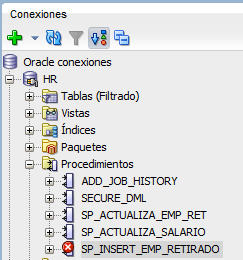 Conexiones
Oracle conexiones
HR
Tablas (Filtrado)
Vistas
Índices
Paquetes
Procedimientos
ADD_JOB_HISTORY
SECURE_DML
SP_ACTUALIZA_EMP_RET
SP_ACTUALIZA_SALARIO
SP_INSERT_EMP_RETIRADO